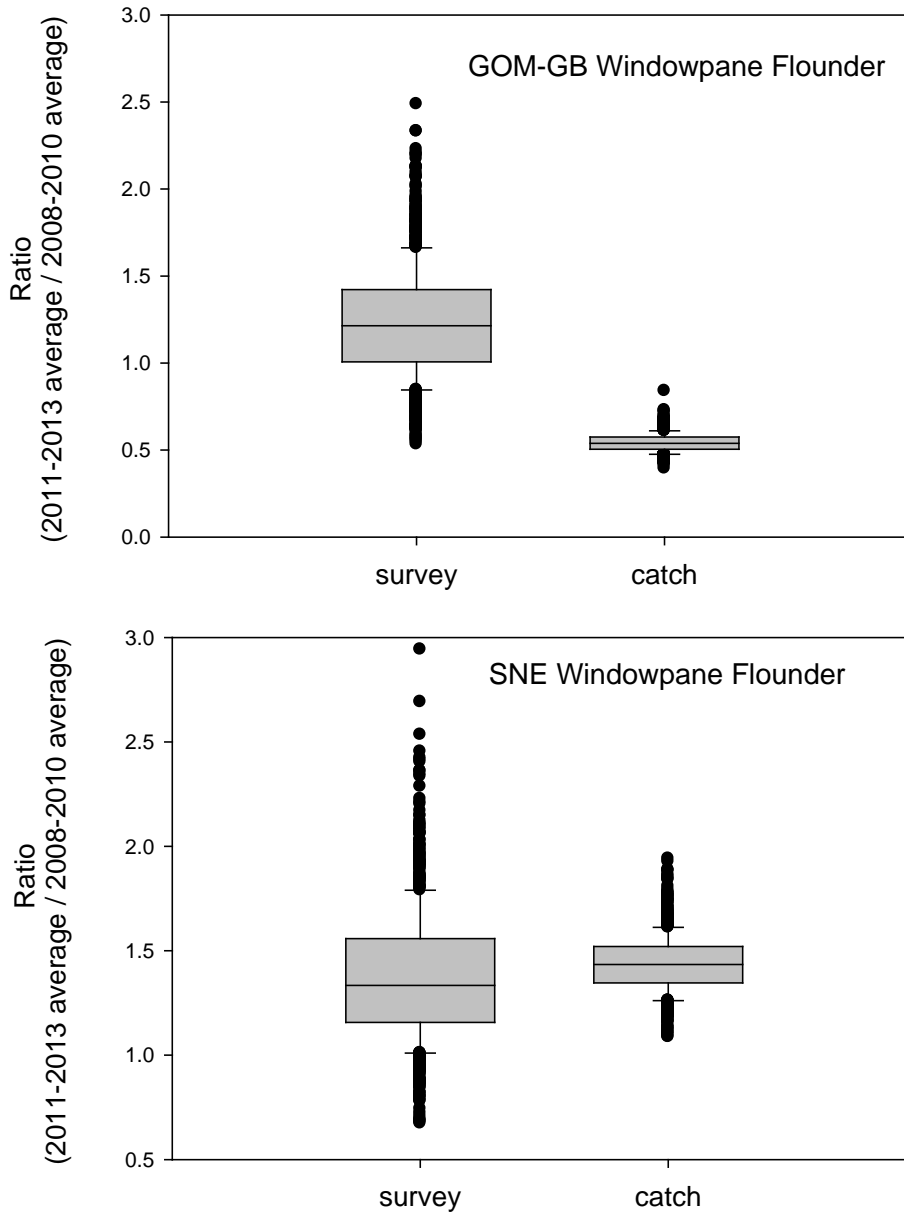 GOM-GB Windowpane Flounder
Ratio
(2011-2013 average / 2008-2010 average)
3.0
2.5
2.0
1.5
1.0
0.5
0.0
survey
catch
SNE Windowpane Flounder
Ratio
(2011-2013 average / 2008-2010 average)
3.0
2.5
2.0
1.5
1.0
0.5
survey
catch